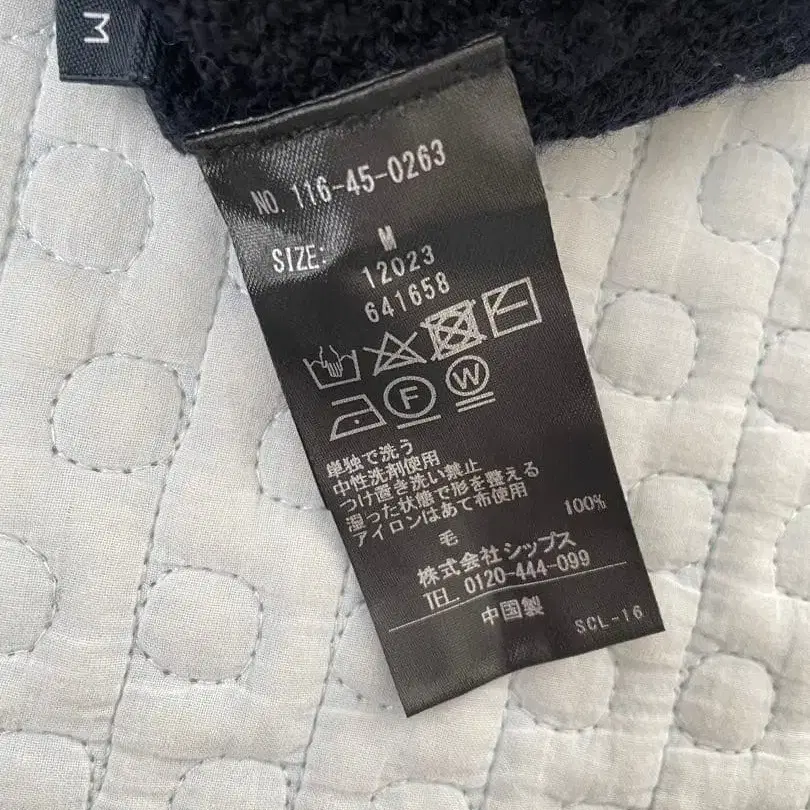 M
NO. 116-45-0263
SIZE: M
12023
641658
F W
単独で洗う
中性洗剤使用
つけ置き洗い禁止
湿った状態で形を整える
アイロンはあて布使用
毛 100%
株式会社シップス
TEL. 0120-444-099
中国製
SCL-16